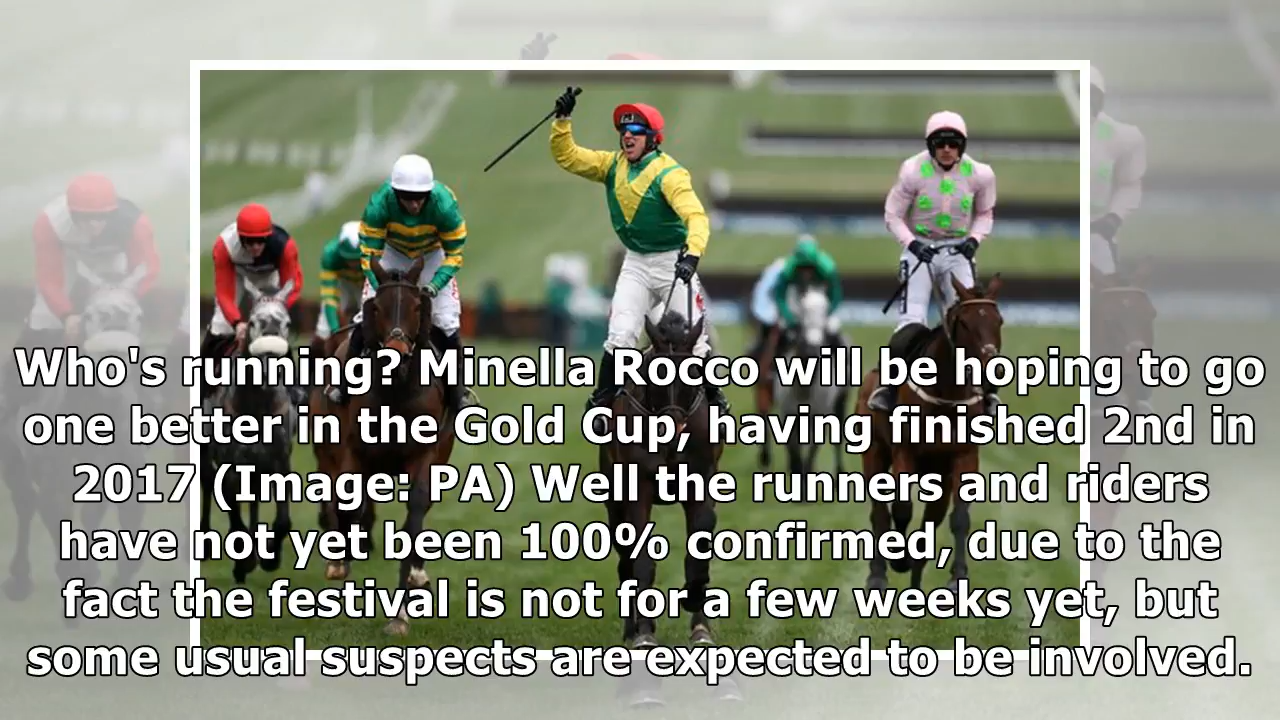 Who's running? Minella Rocco will be hoping to go
one better in the Gold Cup, having finished 2nd in
2017 (Image: PA) Well the runners and riders
have not yet been 100% confirmed, due to the
fact the festival is not for a few weeks yet, but
some usual suspects are expected to be involved.